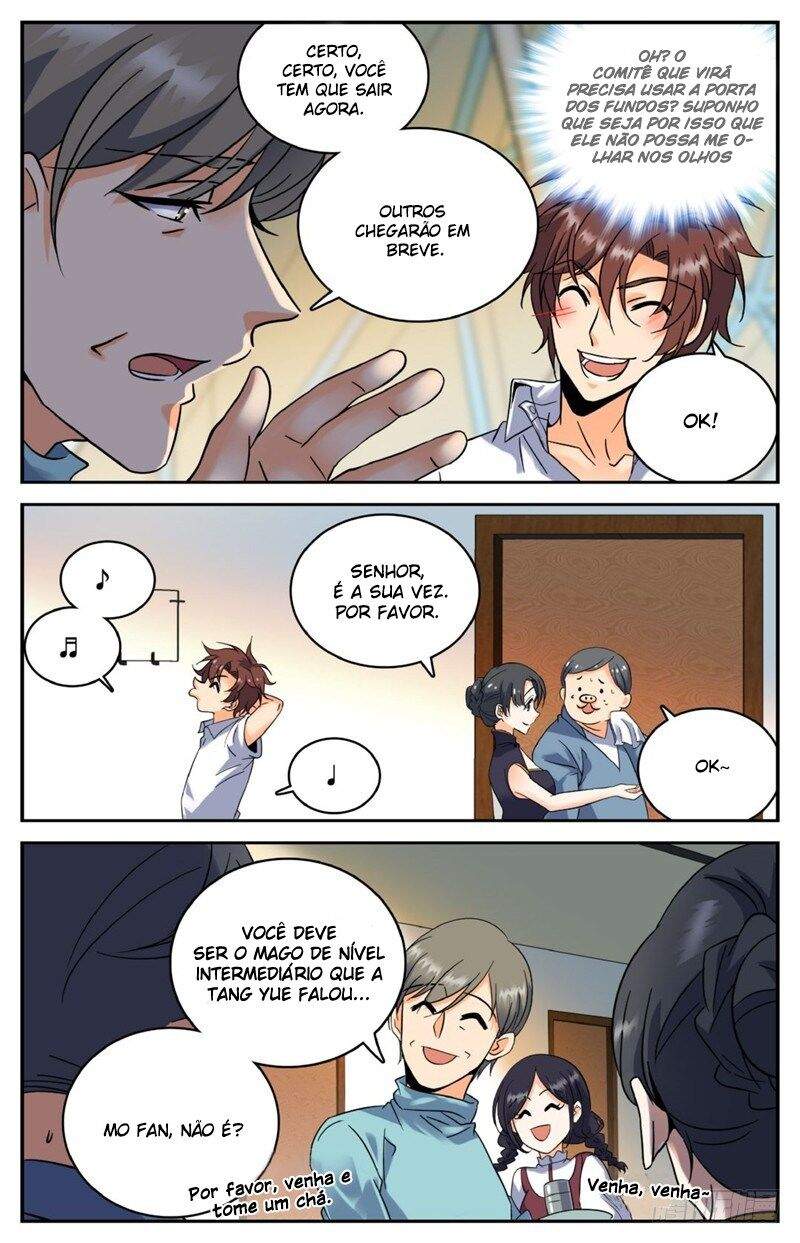 CERTO,
CERTO, VOCÊ
TEM QUE SAIR
AGORA.
OH? O
COMITÊ QUE VIRÁ
PRECISA USAR A PORTA
DOS FUNDOS? SUPONHO
QUE SEJA POR ISSO QUE
ELE NÃO POSSA ME O-
LHAR NOS OLHOS
OUTROS
CHEGARÃO EM
BREVE.
OK!
SENHOR,
É A SUA VEZ.
POR FAVOR.
OK~
VOCÊ DEVE
SER O MAGO DE NÍVEL
INTERMEDIÁRIO QUE A
TANG YUE FALOU...
MO FAN, NÃO É?
Por favor, venha e
tome um chá.
Venha, venha~